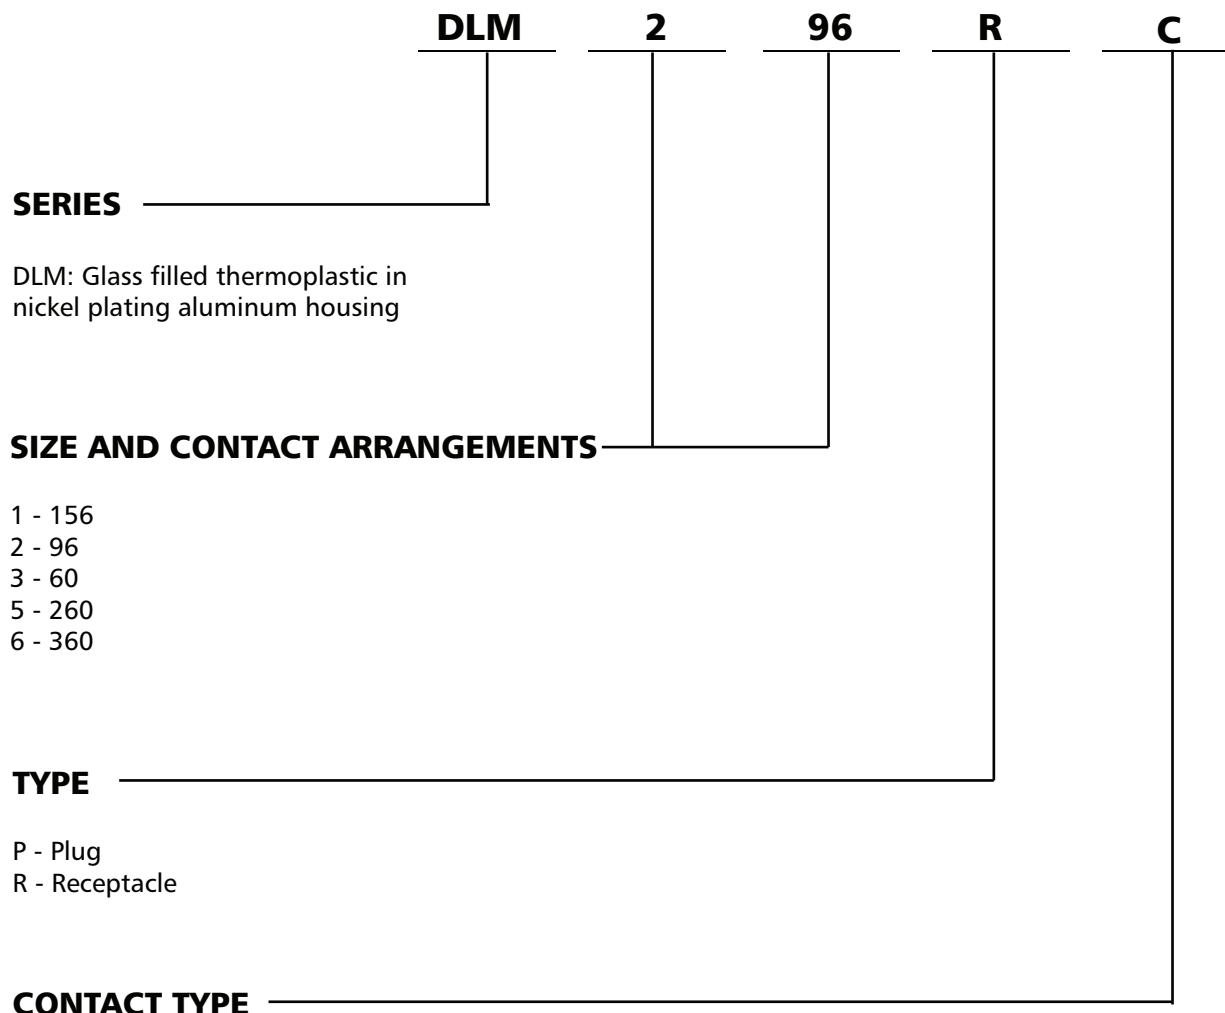 DLM 2 96 R C
SERIES
DLM: Glass filled thermoplastic in
nickel plating aluminum housing
SIZE AND CONTACT ARRANGEMENTS
1 - 156
2 - 96
3 - 60
5 - 260
6 - 360
TYPE
P - Plug
R - Receptacle
CONTACT TYPE